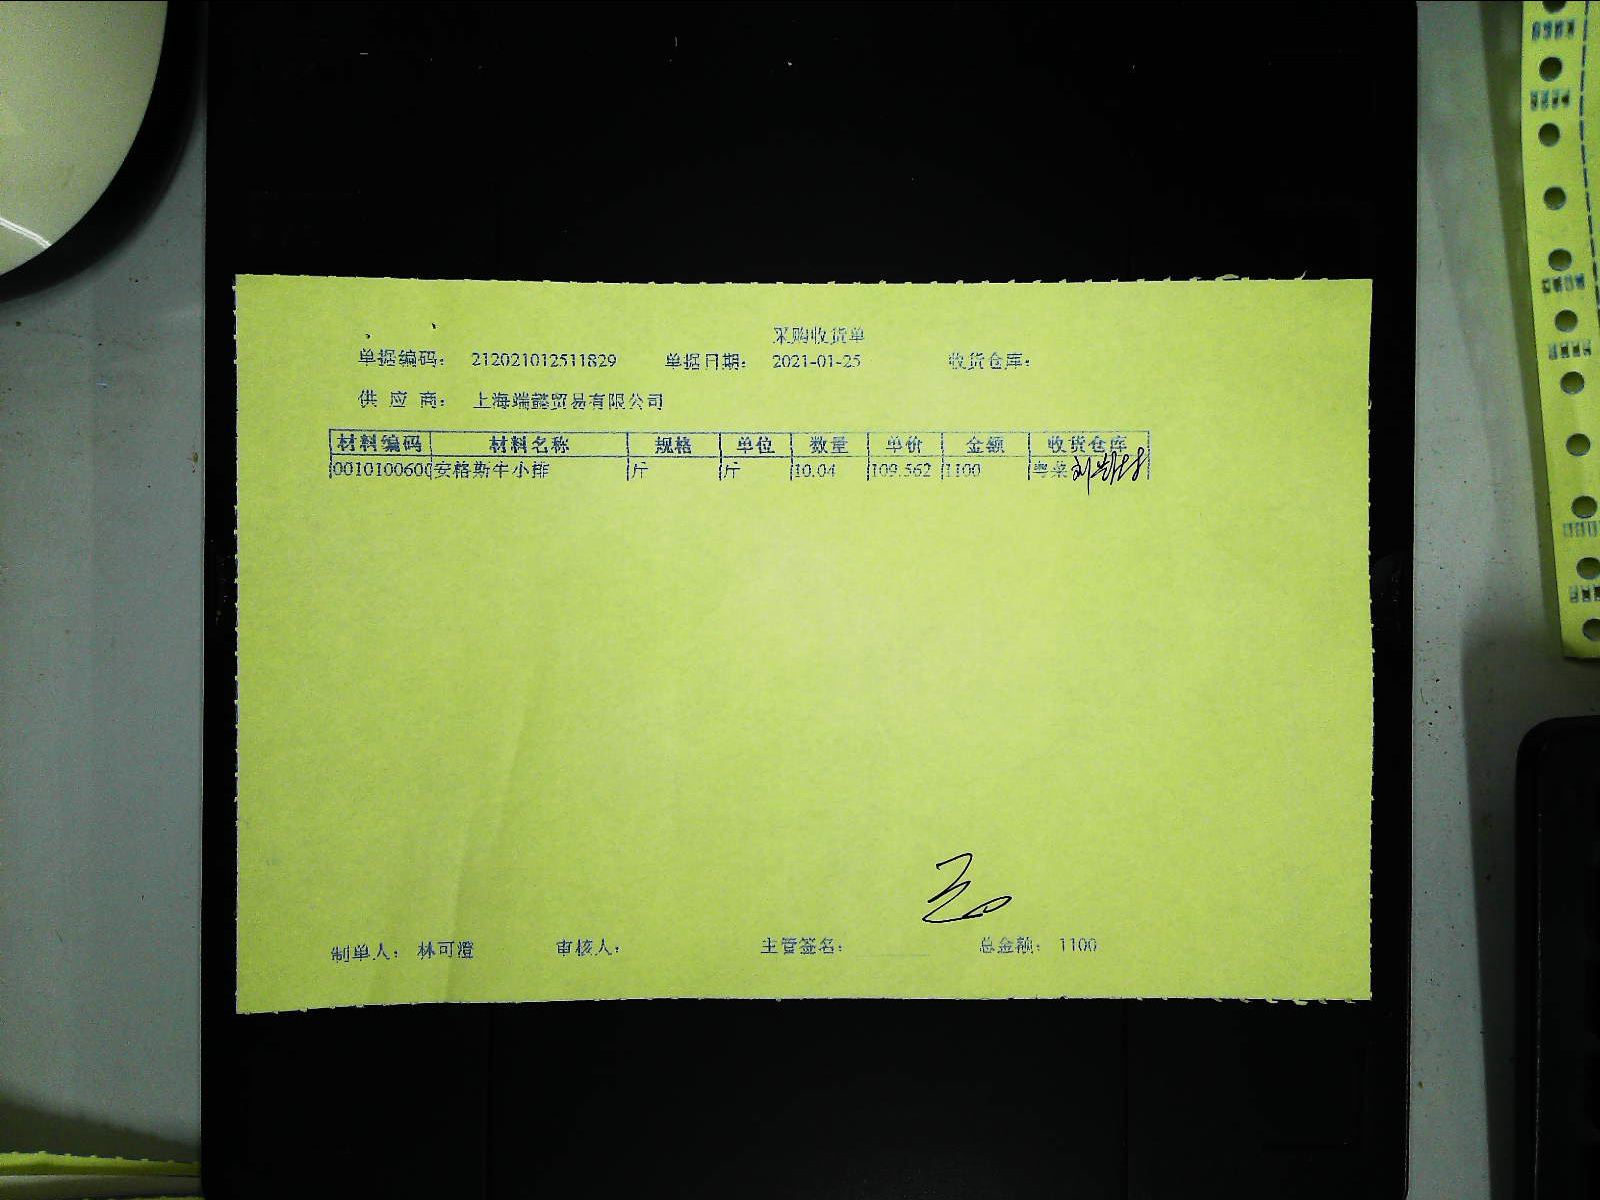 采购收货单
单据编码： 212021012511829 单据日期： 2021-01-25 收货仓库：
供 应 商： 上海端懿贸易有限公司
材料编码 材料名称 规格 单位 数量 单价 金额 收货仓库
0010100600 安格斯牛小排 斤 斤 10.04 109.562 1100 粤菜
制单人： 林可澄 审核人： 主管签名： 总金额： 1100